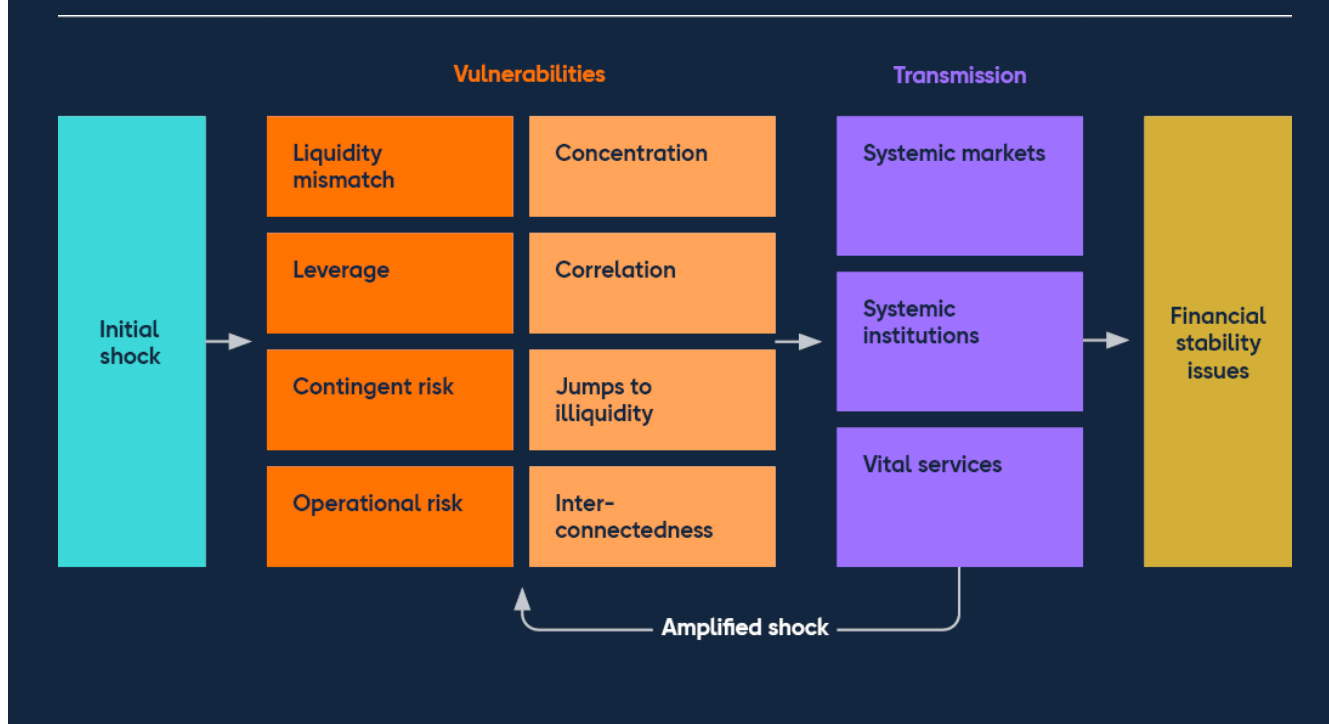 Vulnerabilities
Transmission
Initial
shock
Liquidity
mismatch
Concentration
Leverage
Correlation
Contingent risk
Jumps to
illiquidity
Operational risk
Inter-
connectedness
Systemic markets
Systemic
institutions
Vital services
Financial
stability
issues
Amplified shock